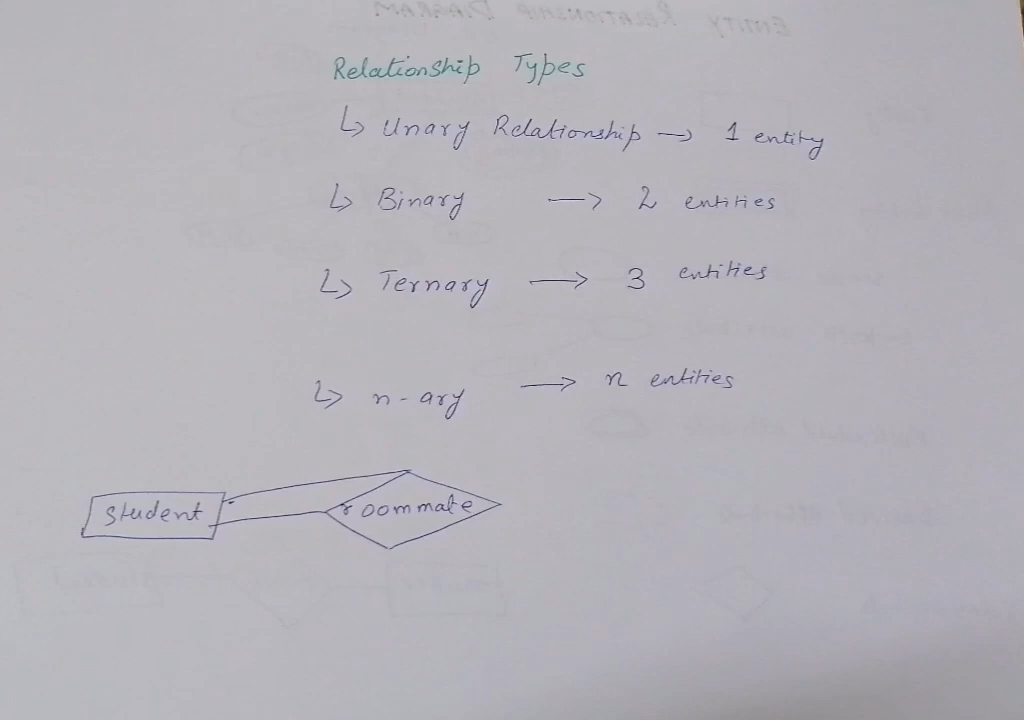 Relationship Types
↳ Unary Relationship → 1 entity
↳ Binary → 2 entities
↳ Ternary → 3 entities
↳ n-ary → n entities
Student roommate